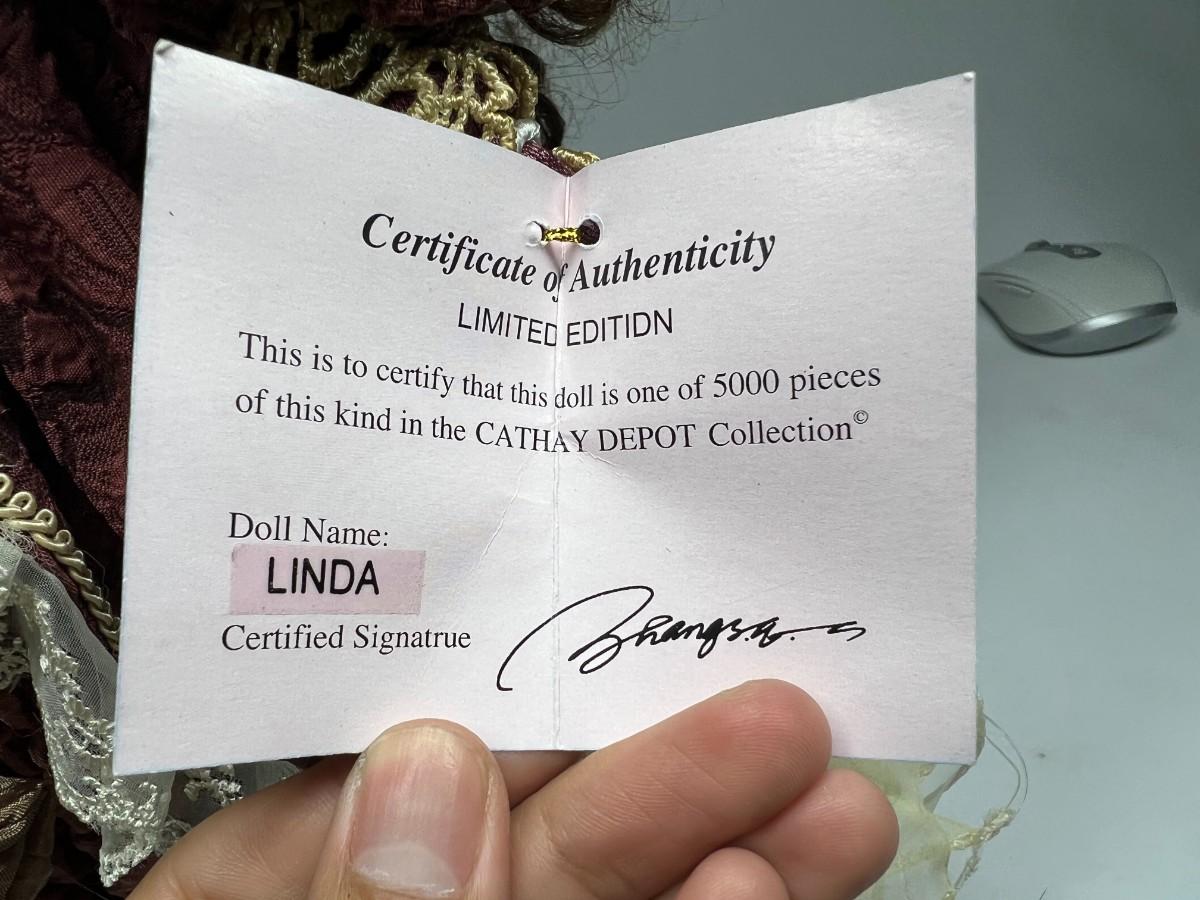 Certificate of Authenticity
LIMITED EDITIDN
This is to certify that this doll is one of 5000 pieces
of this kind in the CATHAY DEPOT Collection©
Doll Name:
LINDA
Certified Signatrue